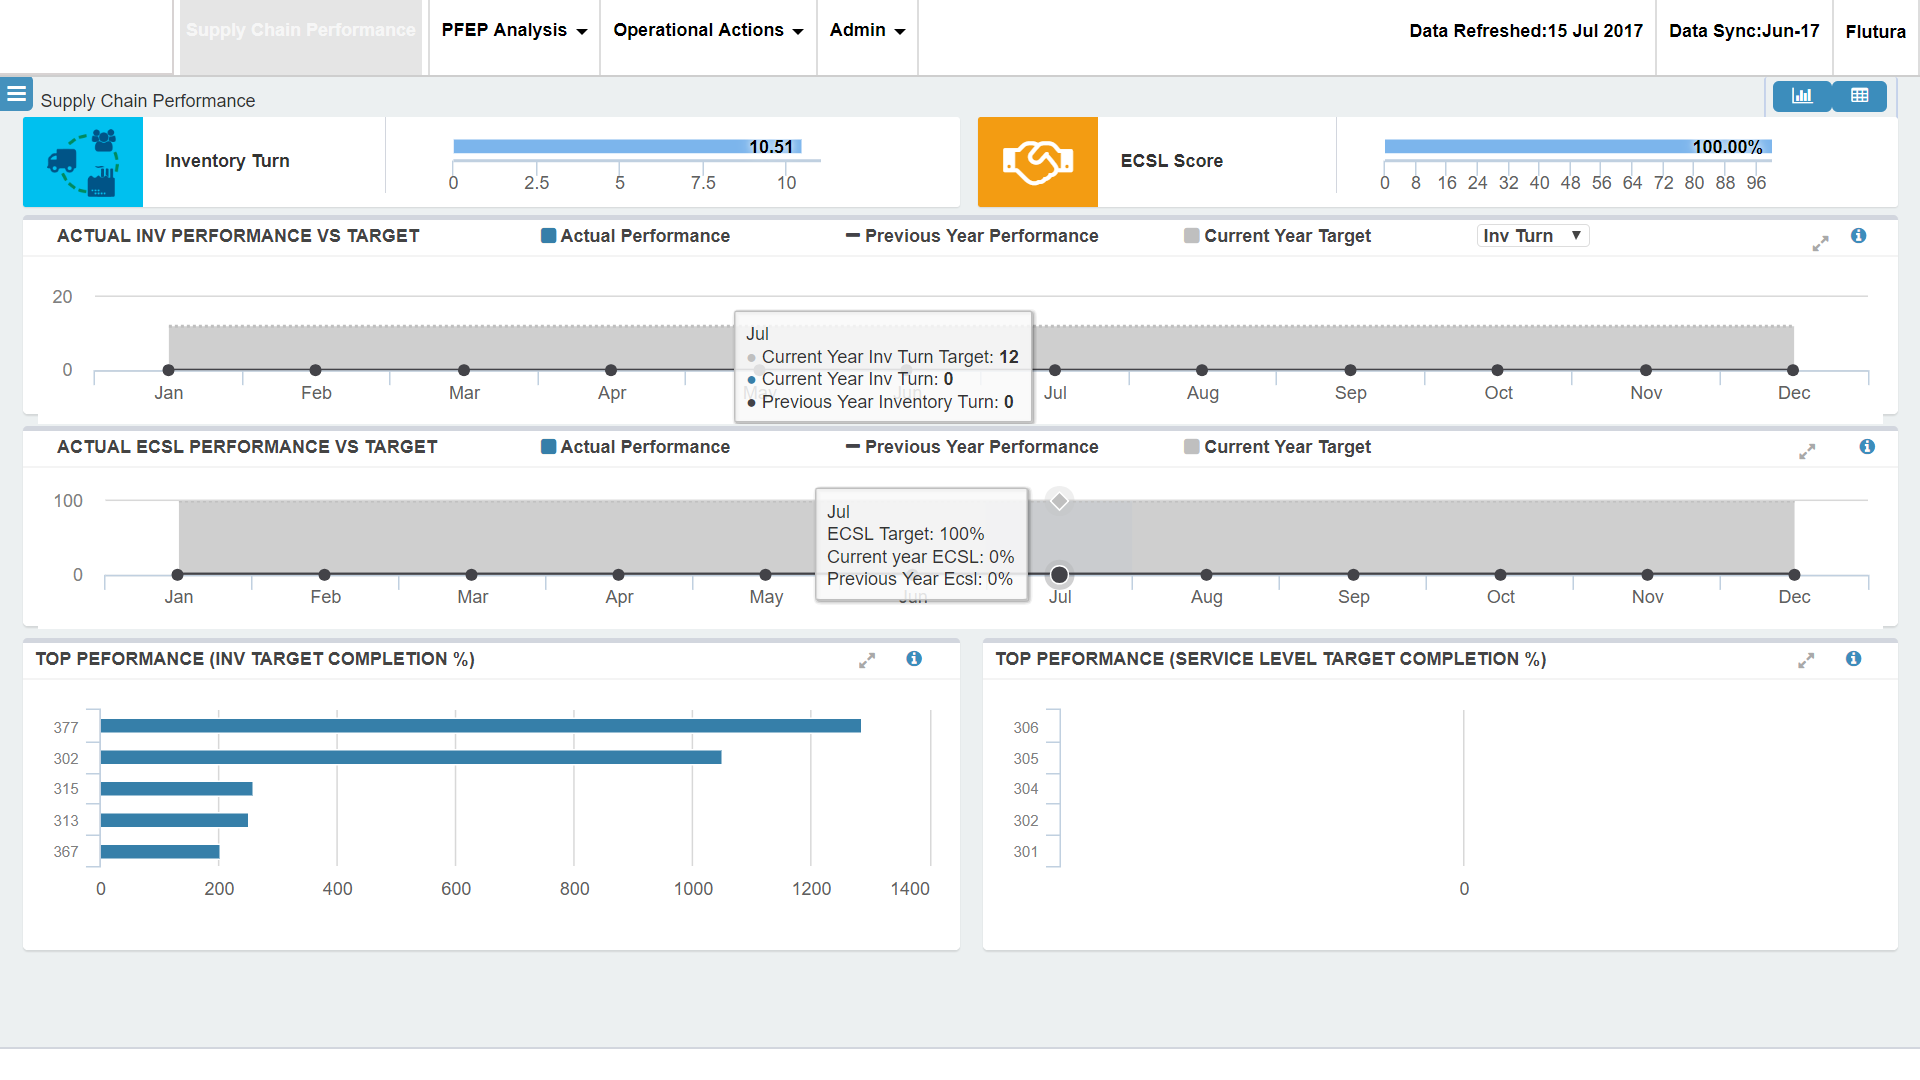 Supply Chain Performance
PFEP Analysis
Operational Actions
Admin
Data Refreshed:15 Jul 2017
Data Sync:Jun-17
Flutura
Supply Chain Performance
Inventory Turn
10.51
0 2.5 5 7.5 10
ECSL Score
100.00%
0 8 16 24 32 40 48 56 64 72 80 88 96
ACTUAL INV PERFORMANCE VS TARGET
Actual Performance
Previous Year Performance
Current Year Target
Inv Turn
20
0
Jul
Current Year Inv Turn Target: 12
Current Year Inv Turn: 0
Previous Year Inventory Turn: 0
Jan Feb Mar Apr May Jun Jul Aug Sep Oct Nov Dec
ACTUAL ECSL PERFORMANCE VS TARGET
Actual Performance
Previous Year Performance
Current Year Target
100
0
Jul
ECSL Target: 100%
Current year ECSL: 0%
Previous Year Ecsl: 0%
Jan Feb Mar Apr May Jun Jul Aug Sep Oct Nov Dec
TOP PEFORMANCE (INV TARGET COMPLETION %)
377
302
315
313
367
0 200 400 600 800 1000 1200 1400
TOP PEFORMANCE (SERVICE LEVEL TARGET COMPLETION %)
306
305
304
302
301
0